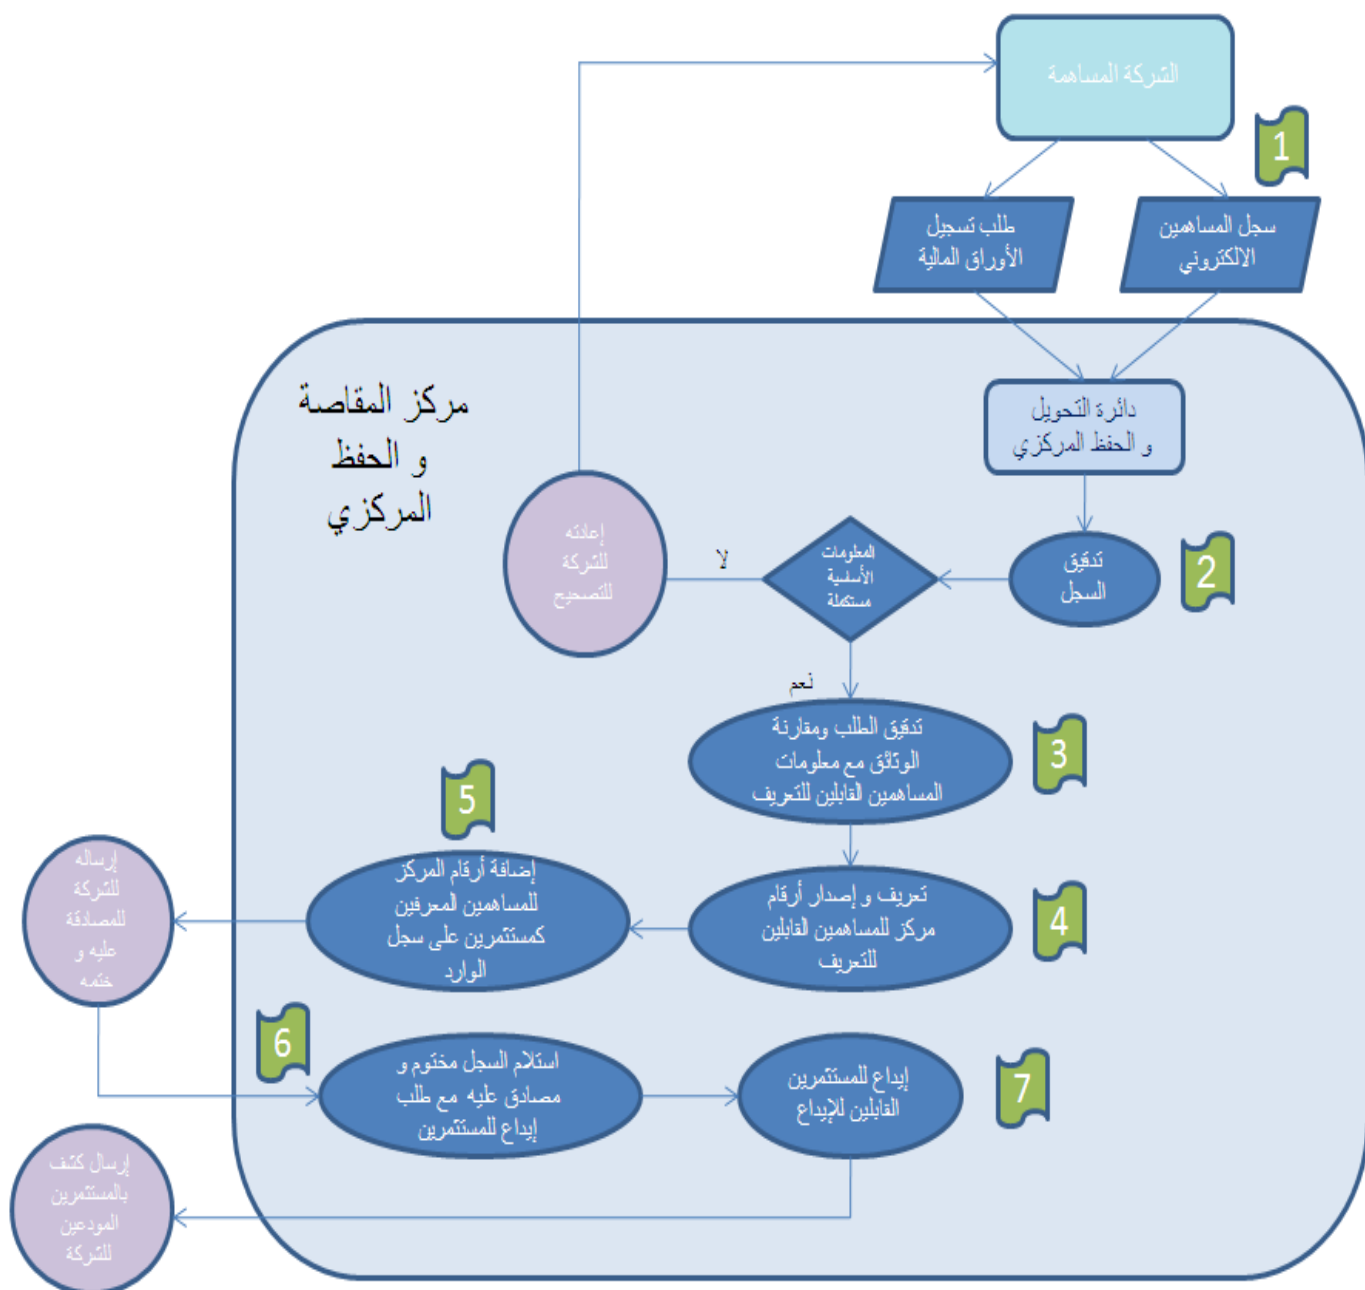 الشركة المساهمة
1
سجل المساهمين
الالكتروني
طلب تسجيل
الأوراق المالية
مركز المقاصة
و الحفظ
المركزي
دائرة التحويل
و الحفظ المركزي
تدقيق
السجل
2
المعلومات
الأساسية
مستكملة
لا
إعادته
للشركة
للتصحيح
نعم
تدقيق الطلب ومقارنة
الوثائق مع معلومات
المساهمين القابلين للتعريف
3
تعريف و إصدار أرقام
مركز للمساهمين القابلين
للتعريف
4
5
إضافة أرقام المركز
للمساهمين المعرفين
كمستثمرين على سجل
الوارد
إرساله
للشركة
للمصادقة
عليه و
ختمه
6
استلام السجل مختوم و
مصادق عليه مع طلب
إيداع للمستثمرين
إيداع للمستثمرين
القابلين للإيداع
7
إرسال كشف
بالمستثمرين
المودعين
للشركة